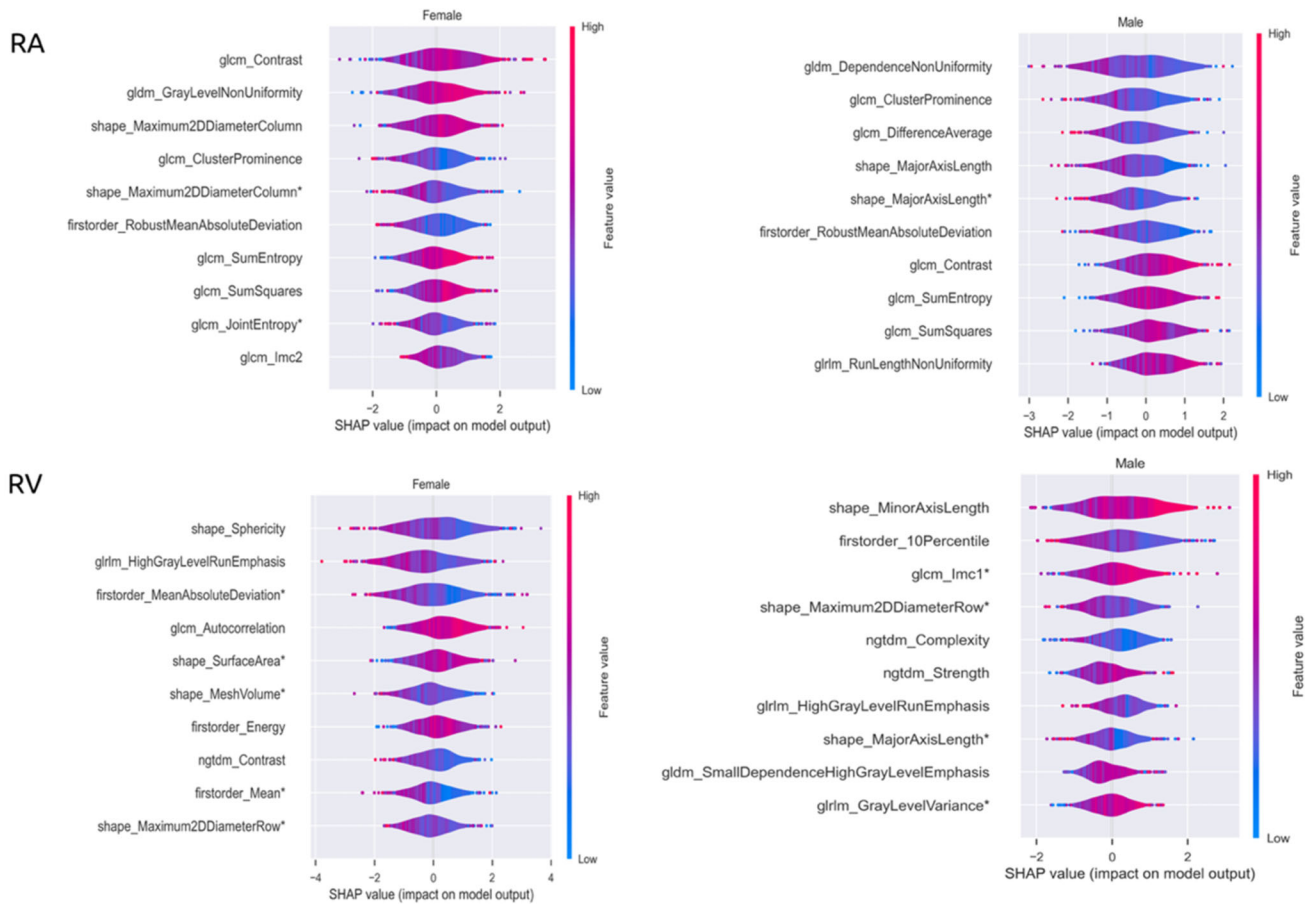 RA
Female
glcm_Contrast
gldm_GrayLevelNonUniformity
shape_Maximum2DDiameterColumn
glcm_ClusterProminence
shape_Maximum2DDiameterColumn*
firstorder_RobustMeanAbsoluteDeviation
glcm_SumEntropy
glcm_SumSquares
glcm_JointEntropy*
glcm_Imc2
−2 0 2
SHAP value (impact on model output)
High
Feature value
Low
Male
gldm_DependenceNonUniformity
glcm_ClusterProminence
glcm_DifferenceAverage
shape_MajorAxisLength
shape_MajorAxisLength*
firstorder_RobustMeanAbsoluteDeviation
glcm_Contrast
glcm_SumEntropy
glcm_SumSquares
glrlm_RunLengthNonUniformity
−3 −2 −1 0 1 2
SHAP value (impact on model output)
High
Feature value
Low
RV
Female
shape_Sphericity
glrlm_HighGrayLevelRunEmphasis
firstorder_MeanAbsoluteDeviation*
glcm_Autocorrelation
shape_SurfaceArea*
shape_MeshVolume*
firstorder_Energy
ngtdm_Contrast
firstorder_Mean*
shape_Maximum2DDiameterRow*
−4 −2 0 2 4
SHAP value (impact on model output)
High
Feature value
Low
Male
shape_MinorAxisLength
firstorder_10Percentile
glcm_Imc1*
shape_Maximum2DDiameterRow*
ngtdm_Complexity
ngtdm_Strength
glrlm_HighGrayLevelRunEmphasis
shape_MajorAxisLength*
gldm_SmallDependenceHighGrayLevelEmphasis
glrlm_GrayLevelVariance*
−2 0 2
SHAP value (impact on model output)
High
Feature value
Low